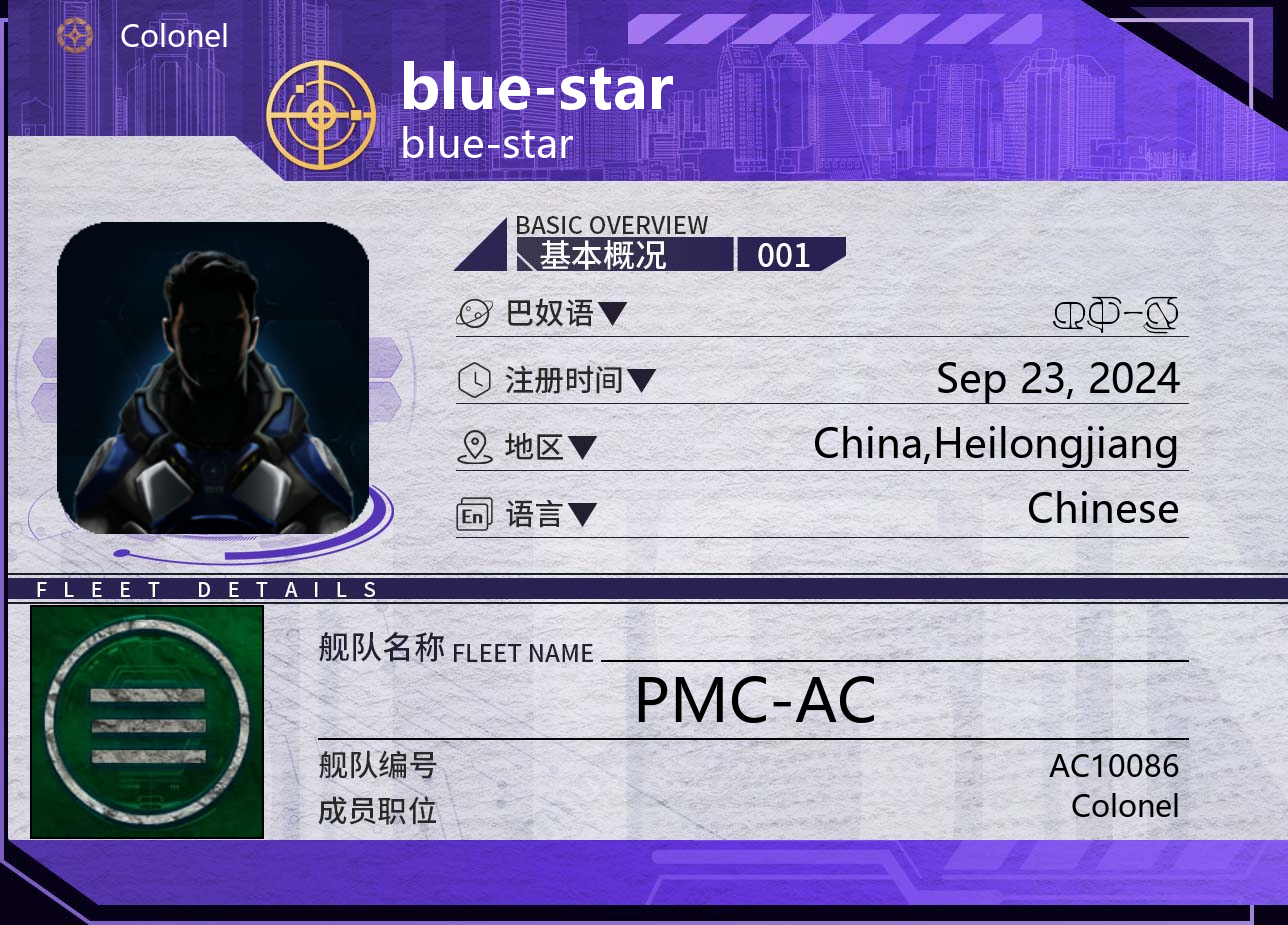 Colonel
blue-star
blue-star
BASIC OVERVIEW
基本概况 001
巴奴语▼
注册时间▼ Sep 23, 2024
地区▼ China,Heilongjiang
En 语言▼ Chinese
FLEET DETAILS
舰队名称 FLEET NAME
PMC-AC
舰队编号 AC10086
成员职位 Colonel